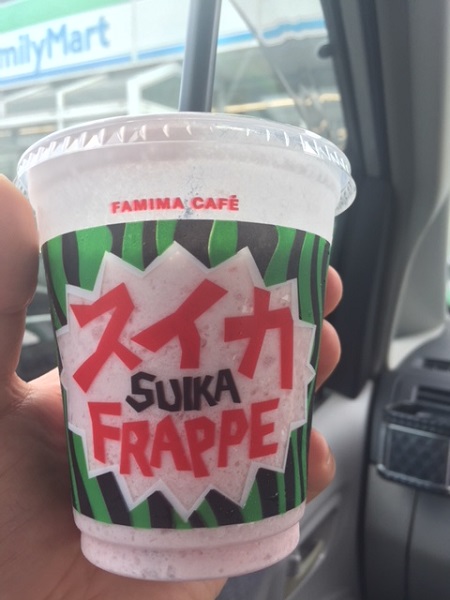 milyMart
FAMIMA CAFÉ
スイカ
SUIKA
FRAPPE